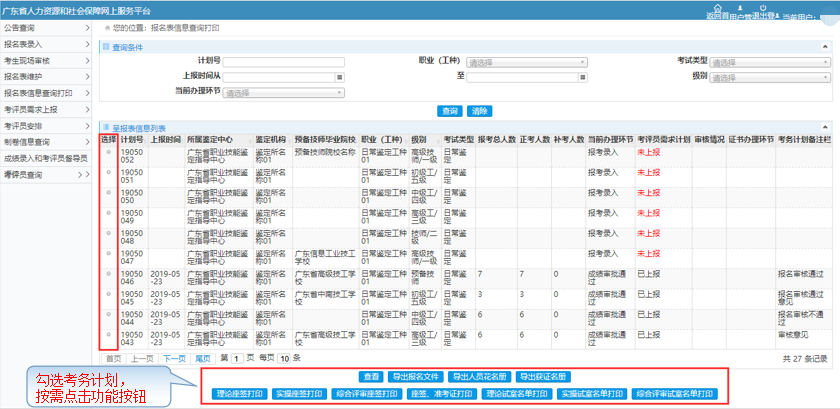 广东省人力资源和社会保障网上服务平台
返回首页 用户管理 退出登录 当前用户：
公告查询
报名表录入
考生现场审核
报名表维护
报名表信息查询打印
考评员需求上报
考评员安排
制卷信息查询
成绩录入和考评员督导员
考评员查询
您的位置： 报名表信息查询打印
查询条件
计划号 职业（工种） 请选择 考试类型 请选择
上报时间从 至 级别 请选择
当前办理环节 请选择
查询 清除
呈报表信息列表
选择 计划号 上报时间 所属鉴定中心 鉴定机构 预备技师毕业院校 职业（工种） 级别 考试类型 报考总人数 正考人数 补考人数 当前办理环节 考评员需求计划 审核情况 证书办理环节 考务计划备注栏
19050052 广东省职业技能鉴定指导中心 鉴定所名称01 预备技师院校名称 日常鉴定工种01 高级技师/一级 日常鉴定 报考录入 未上报
19050051 广东省职业技能鉴定指导中心 鉴定所名称01 日常鉴定工种01 初级工/五级 日常鉴定 报考录入 未上报
19050050 广东省职业技能鉴定指导中心 鉴定所名称01 日常鉴定工种01 中级工/四级 日常鉴定 报考录入 未上报
19050049 广东省职业技能鉴定指导中心 鉴定所名称01 日常鉴定工种01 高级工/三级 日常鉴定 报考录入 未上报
19050048 广东省职业技能鉴定指导中心 鉴定所名称01 日常鉴定工种01 技师/二级 日常鉴定 报考录入 未上报
19050047 广东省职业技能鉴定指导中心 鉴定所名称01 广东信息工业技工学校 日常鉴定工种01 高级技师/一级 日常鉴定 报考录入 未上报
19050046 2019-05-23 广东省职业技能鉴定指导中心 鉴定所名称01 广东省高级技工学校 日常鉴定工种01 预备技师 日常鉴定 7 7 0 成绩审批通过 已上报 报名审核通过
19050045 2019-05-23 广东省职业技能鉴定指导中心 鉴定所名称01 广东省中南技工学校 日常鉴定工种01 初级工/五级 日常鉴定 3 3 0 成绩审批通过 已上报 报名审核通过意见
19050044 2019-05-23 广东省职业技能鉴定指导中心 鉴定所名称01 日常鉴定工种01 中级工/四级 日常鉴定 6 6 0 成绩审批通过 已上报 报名审核不通过
19050043 2019-05-23 广东省职业技能鉴定指导中心 鉴定所名称01 广东省高级技工学校 日常鉴定工种01 高级工/三级 日常鉴定 6 6 0 成绩审批通过 已上报 审核意见
首页 上一页 下一页 尾页 第 1 页 每页 10 条 共 27 条记录
勾选考务计划，
按需点击功能按钮
查看 导出报名文件 导出人员花名册 导出获证名册
理论座签打印 实操座签打印 综合评审座签打印 座签、准考证打印 理论试室名单打印 实操试室名单打印 综合评审试室名单打印